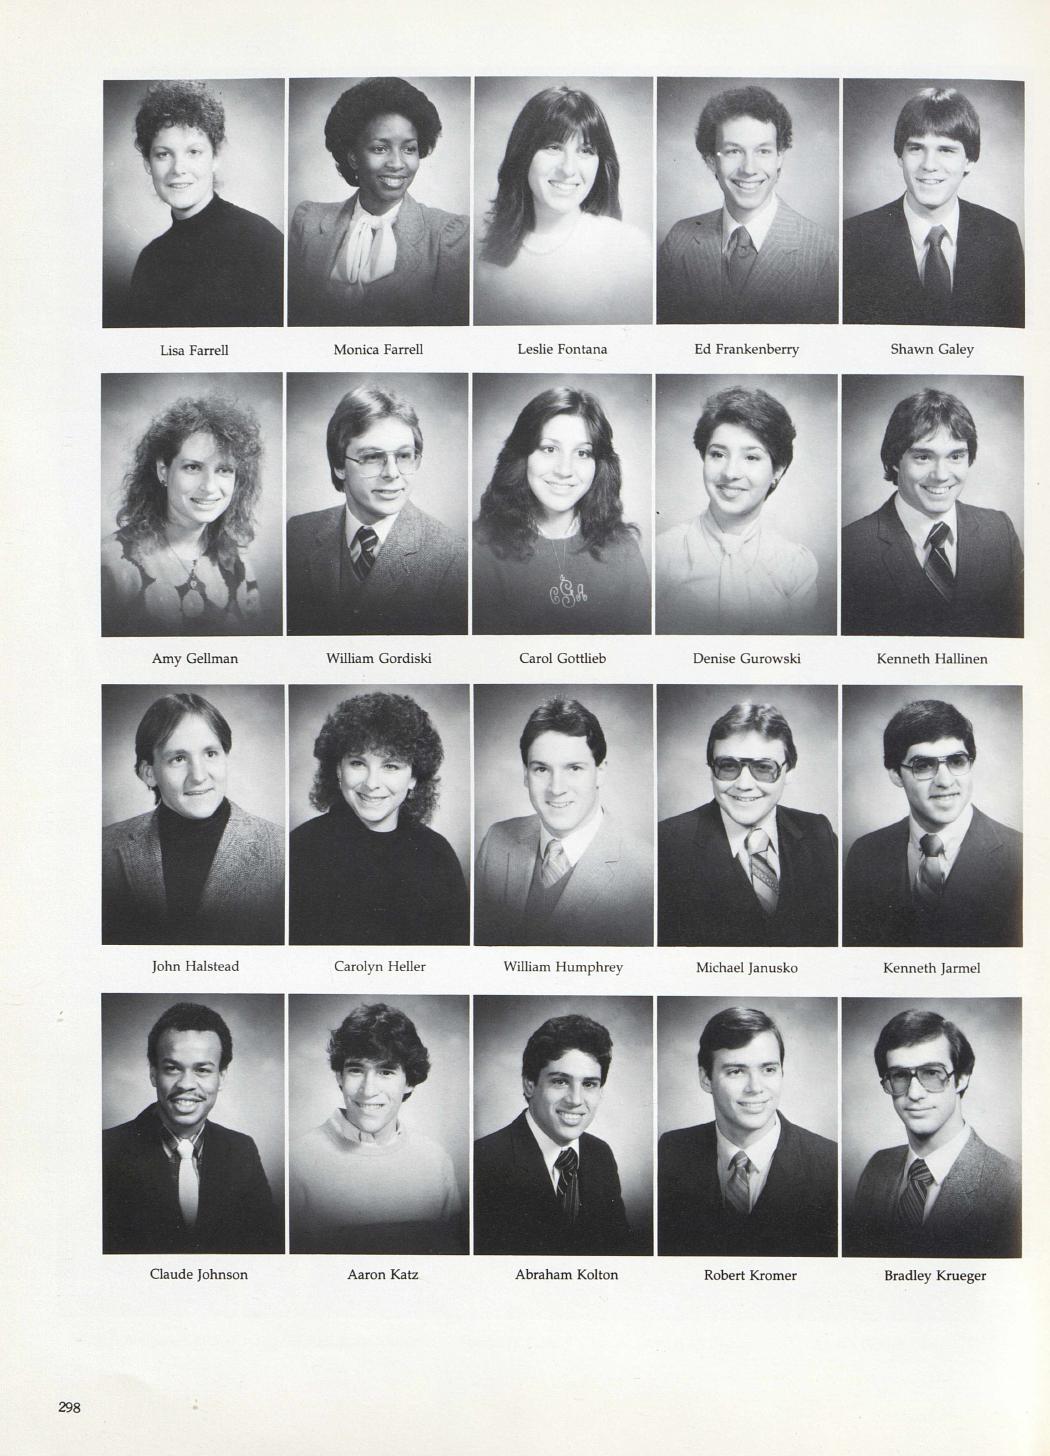 Lisa Farrell Monica Farrell Leslie Fontana Ed Frankenberry Shawn Galey
CGA
Amy Gellman William Gordiski Carol Gottlieb Denise Gurowski Kenneth Hallinen
John Halstead Carolyn Heller William Humphrey Michael Janusko Kenneth Jarmel
Claude Johnson Aaron Katz Abraham Kolton Robert Kromer Bradley Krueger
298